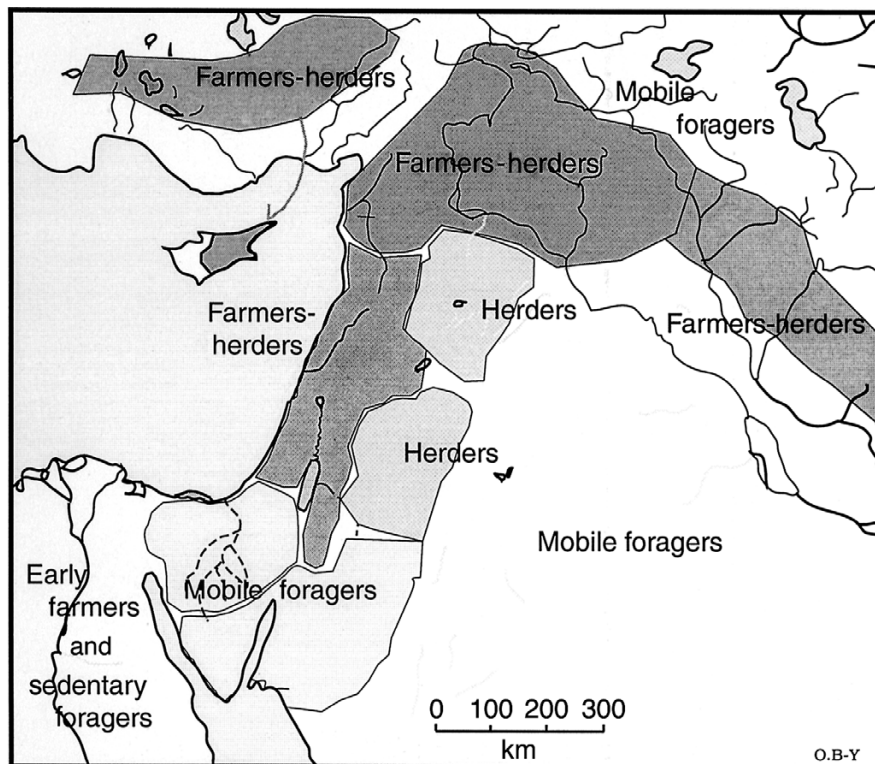 Farmers-herders
Mobile
foragers
Farmers-herders
Farmers-
herders
Herders
Farmers-herders
Herders
Mobile foragers
Mobile foragers
Early
farmers
and
sedentary
foragers
0 100 200 300
km
O.B-Y